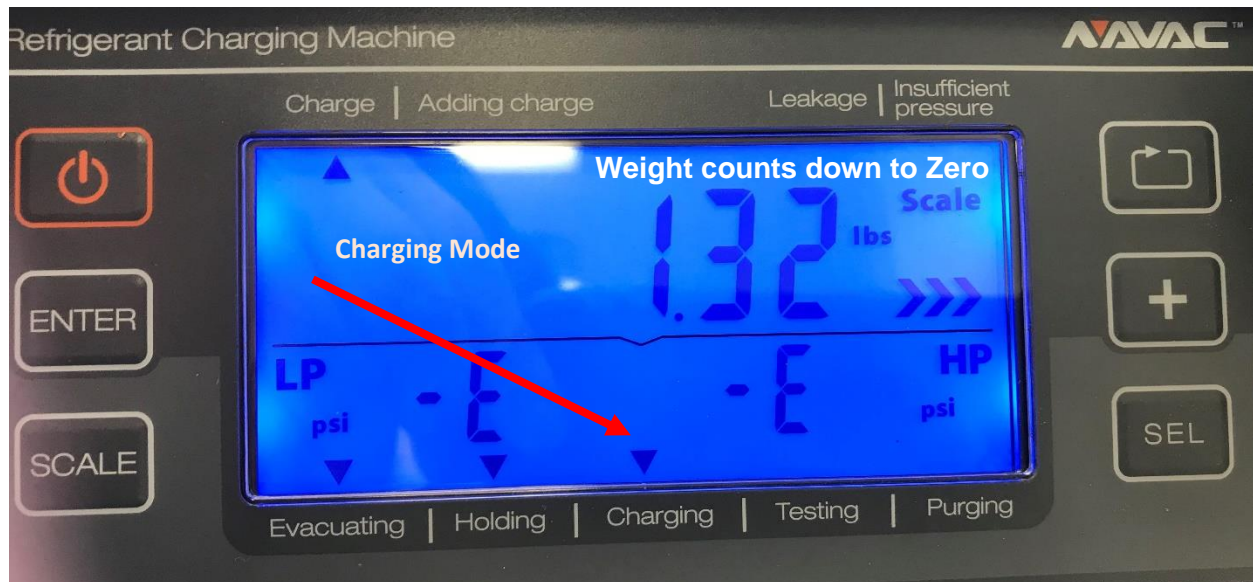 Refrigerant Charging Machine
NAVAC™
Charge | Adding charge
Leakage | Insufficient pressure
Weight counts down to Zero
Scale
1.32 lbs
Charging Mode
>>>
ENTER
+
LP
-E
-E
HP
psi
psi
SEL
SCALE
Evacuating | Holding | Charging | Testing | Purging